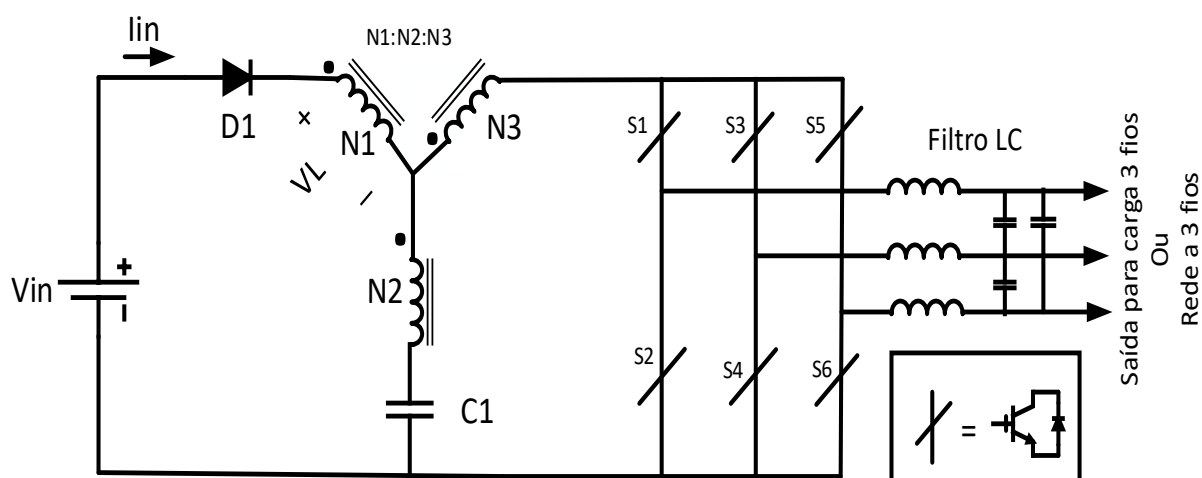 Iin
N1:N2:N3
D1
+
VL
-
N1
N3
S1
S3
S5
Filtro LC
Vin
+
-
N2
C1
S2
S4
S6
=
Saída para carga 3 fios
Ou
Rede a 3 fios